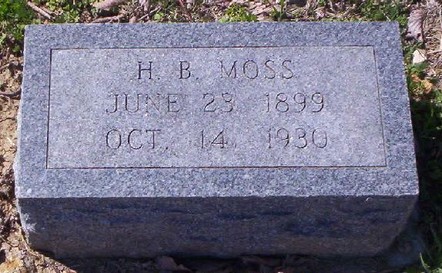 H. B. MOSS
JUNE 23 1899
OCT. 14 1930